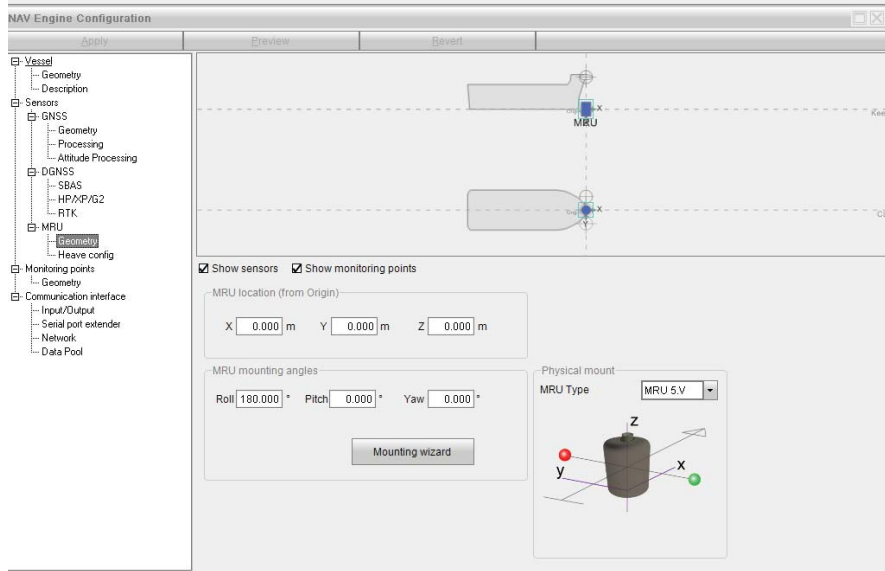 NAV Engine Configuration
Apply Preview Revert
Vessel
Geometry
Description
Sensors
GNSS
Geometry
Processing
Attitude Processing
DGNSS
SBAS
HP/XP/G2
RTK
MRU
Geometry
Heave config
Monitoring points
Geometry
Communication interface
Input/Output
Serial port extender
Network
Data Pool
X
MRU
Kee
X
Y
CL
Show sensors Show monitoring points
MRU location (from Origin)
X 0.000 m Y 0.000 m Z 0.000 m
MRU mounting angles
Roll 180.000 ° Pitch 0.000 ° Yaw 0.000 °
Mounting wizard
Physical mount
MRU Type MRU 5.V
z
y
x